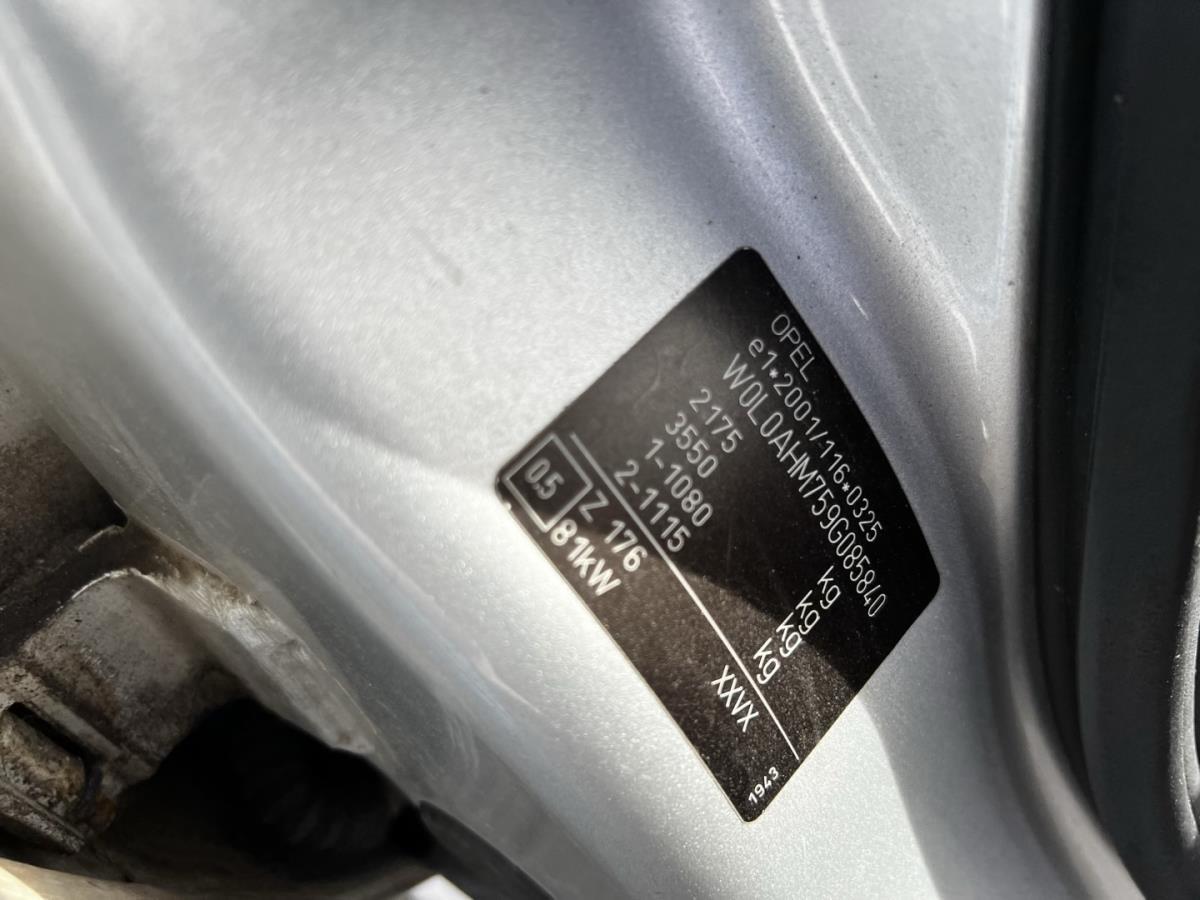 OPEL
e1*2001/116*0325
W0L0AHM759G085840
2175 kg
3550 kg
1-1080 kg
2-1115 kg
0.5 Z 176 XXVX
81kW
1943